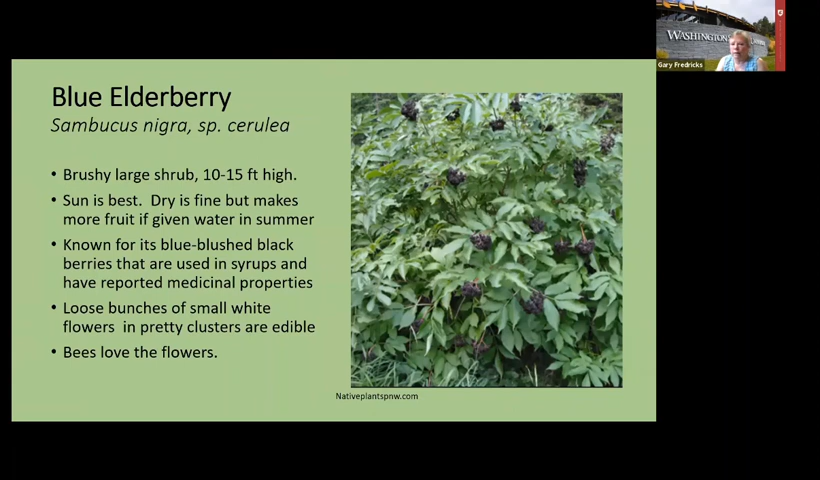 Blue Elderberry
Sambucus nigra, sp. cerulea
• Brushy large shrub, 10-15 ft high.
• Sun is best.  Dry is fine but makes
more fruit if given water in summer
• Known for its blue-blushed black
berries that are used in syrups and
have reported medicinal properties
• Loose bunches of small white
flowers  in pretty clusters are edible
• Bees love the flowers.
Nativeplantspnw.com
WASHINGTON
Gary Fredricks